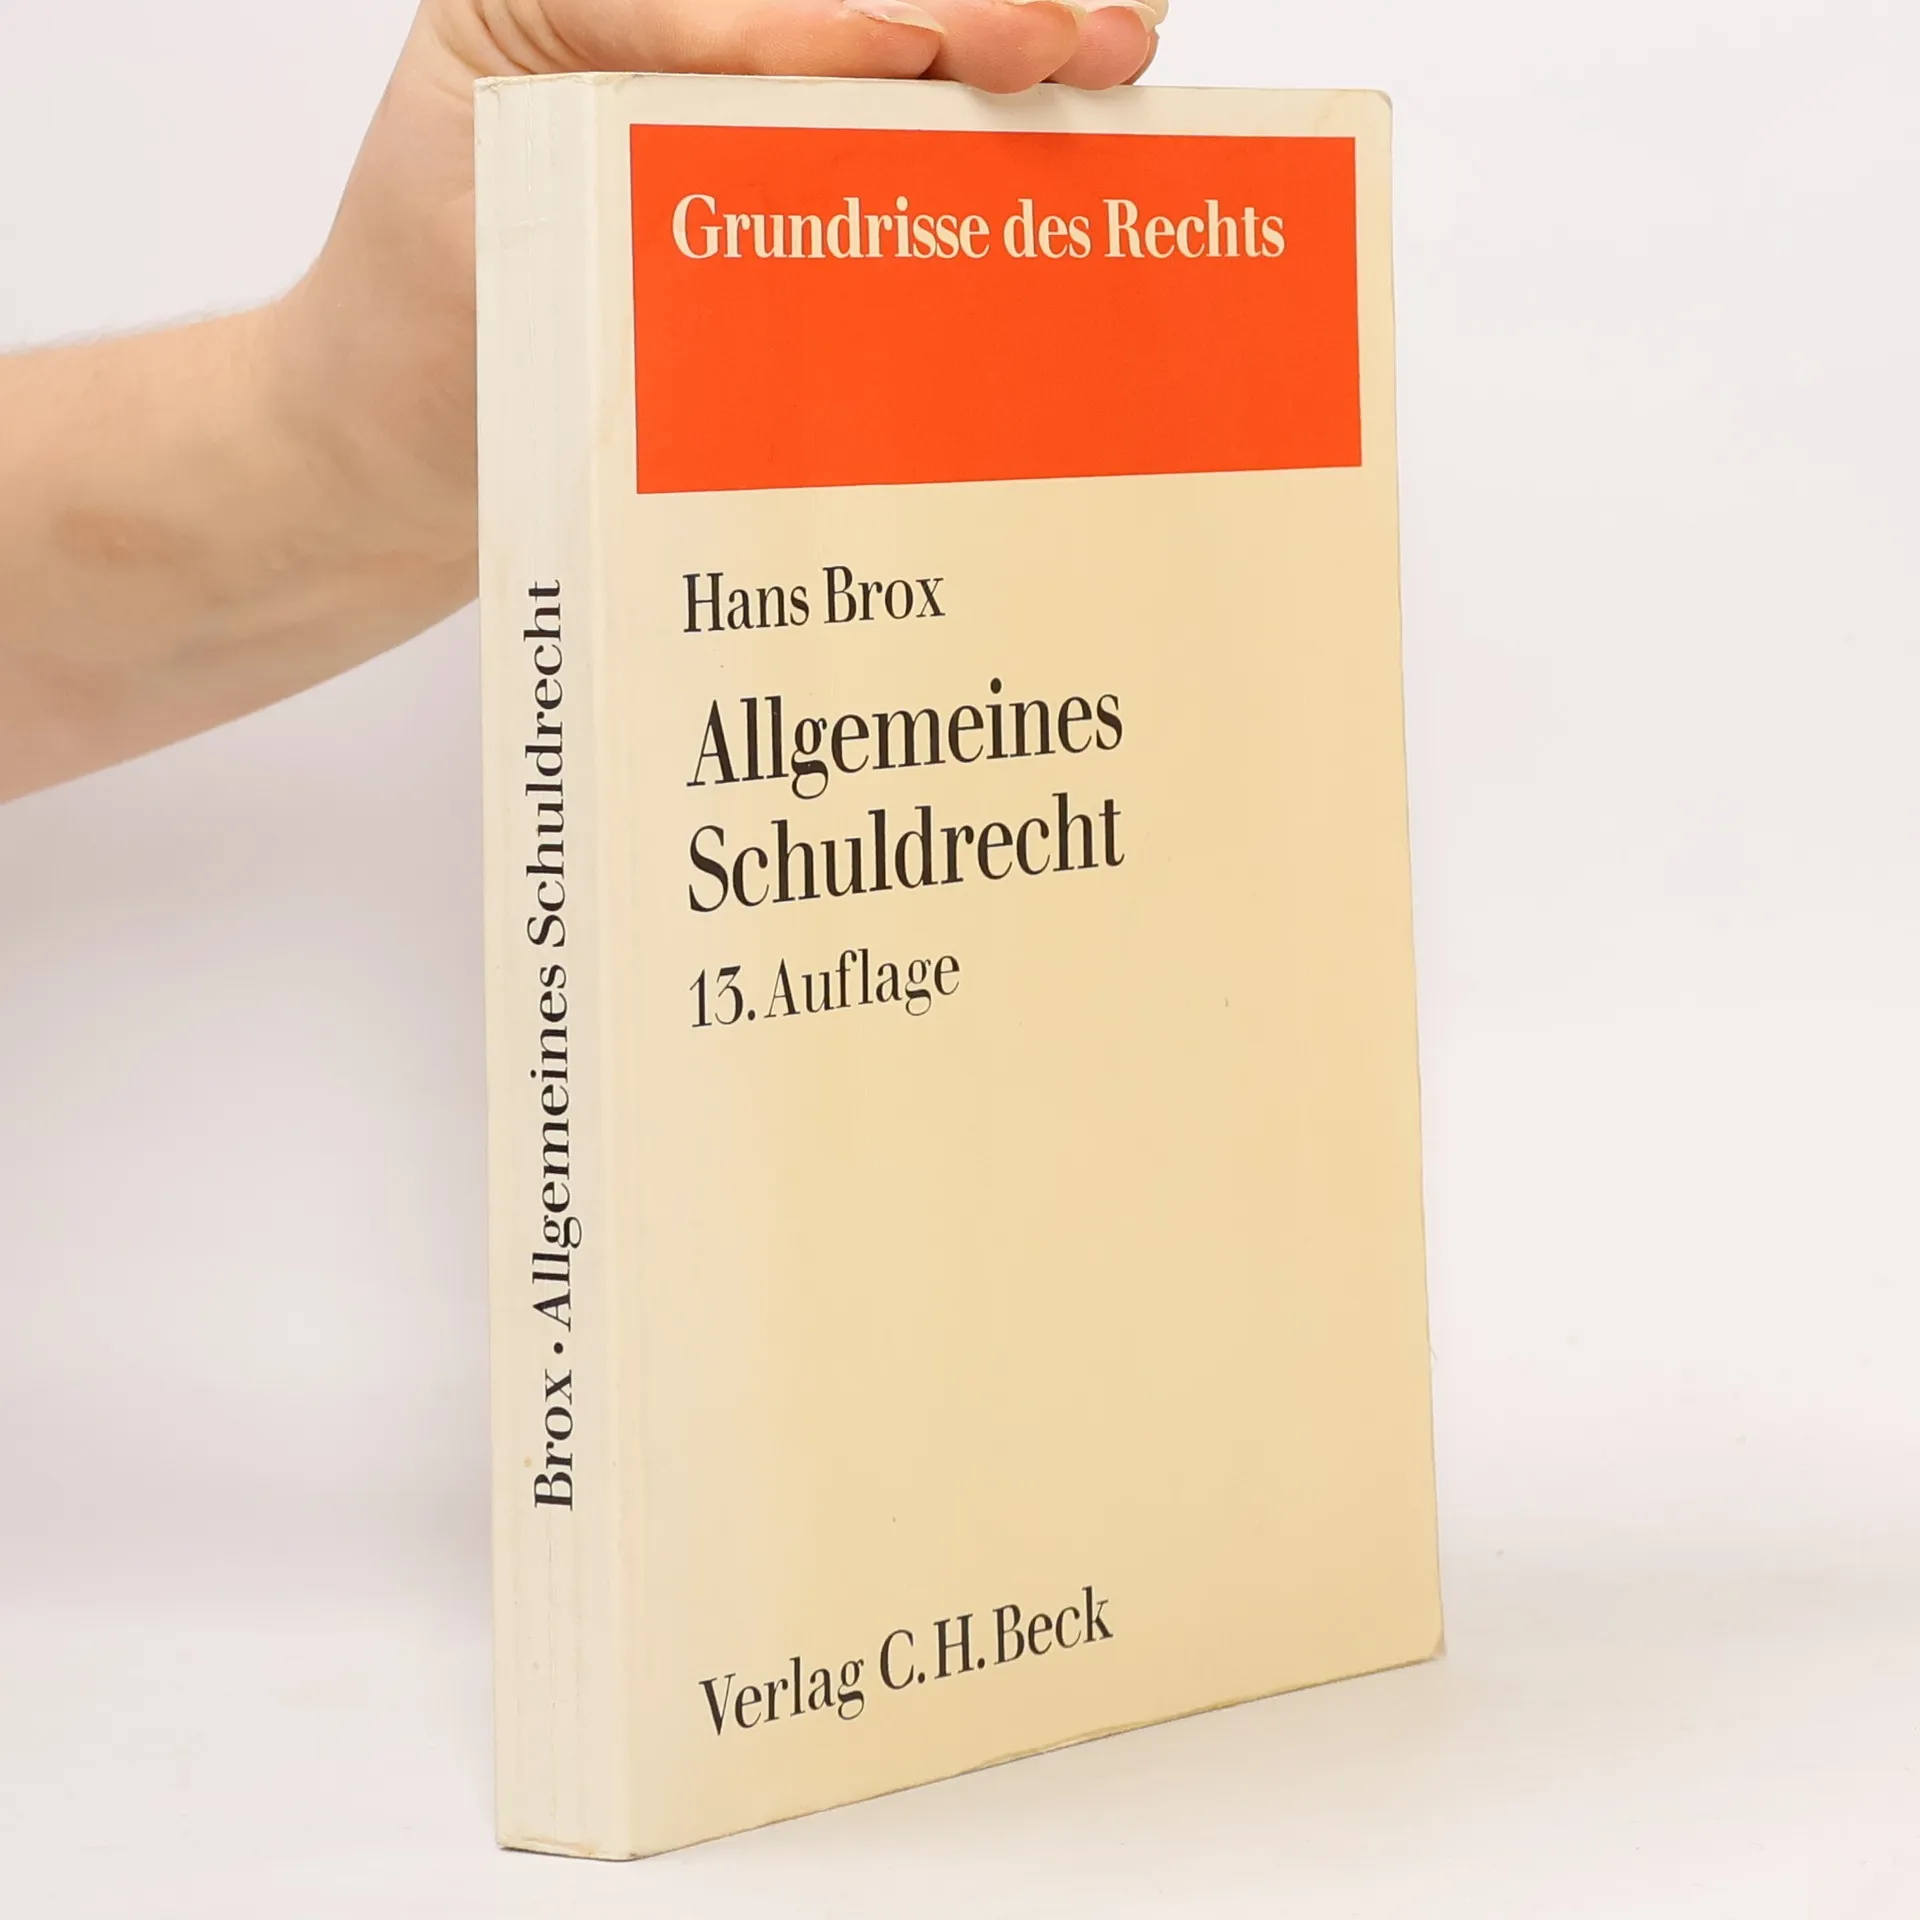 Grundrisse des Rechts
Hans Brox
Allgemeines
Schuldrecht
13. Auflage
Verlag C.H.Beck
Brox · Allgemeines Schuldrecht